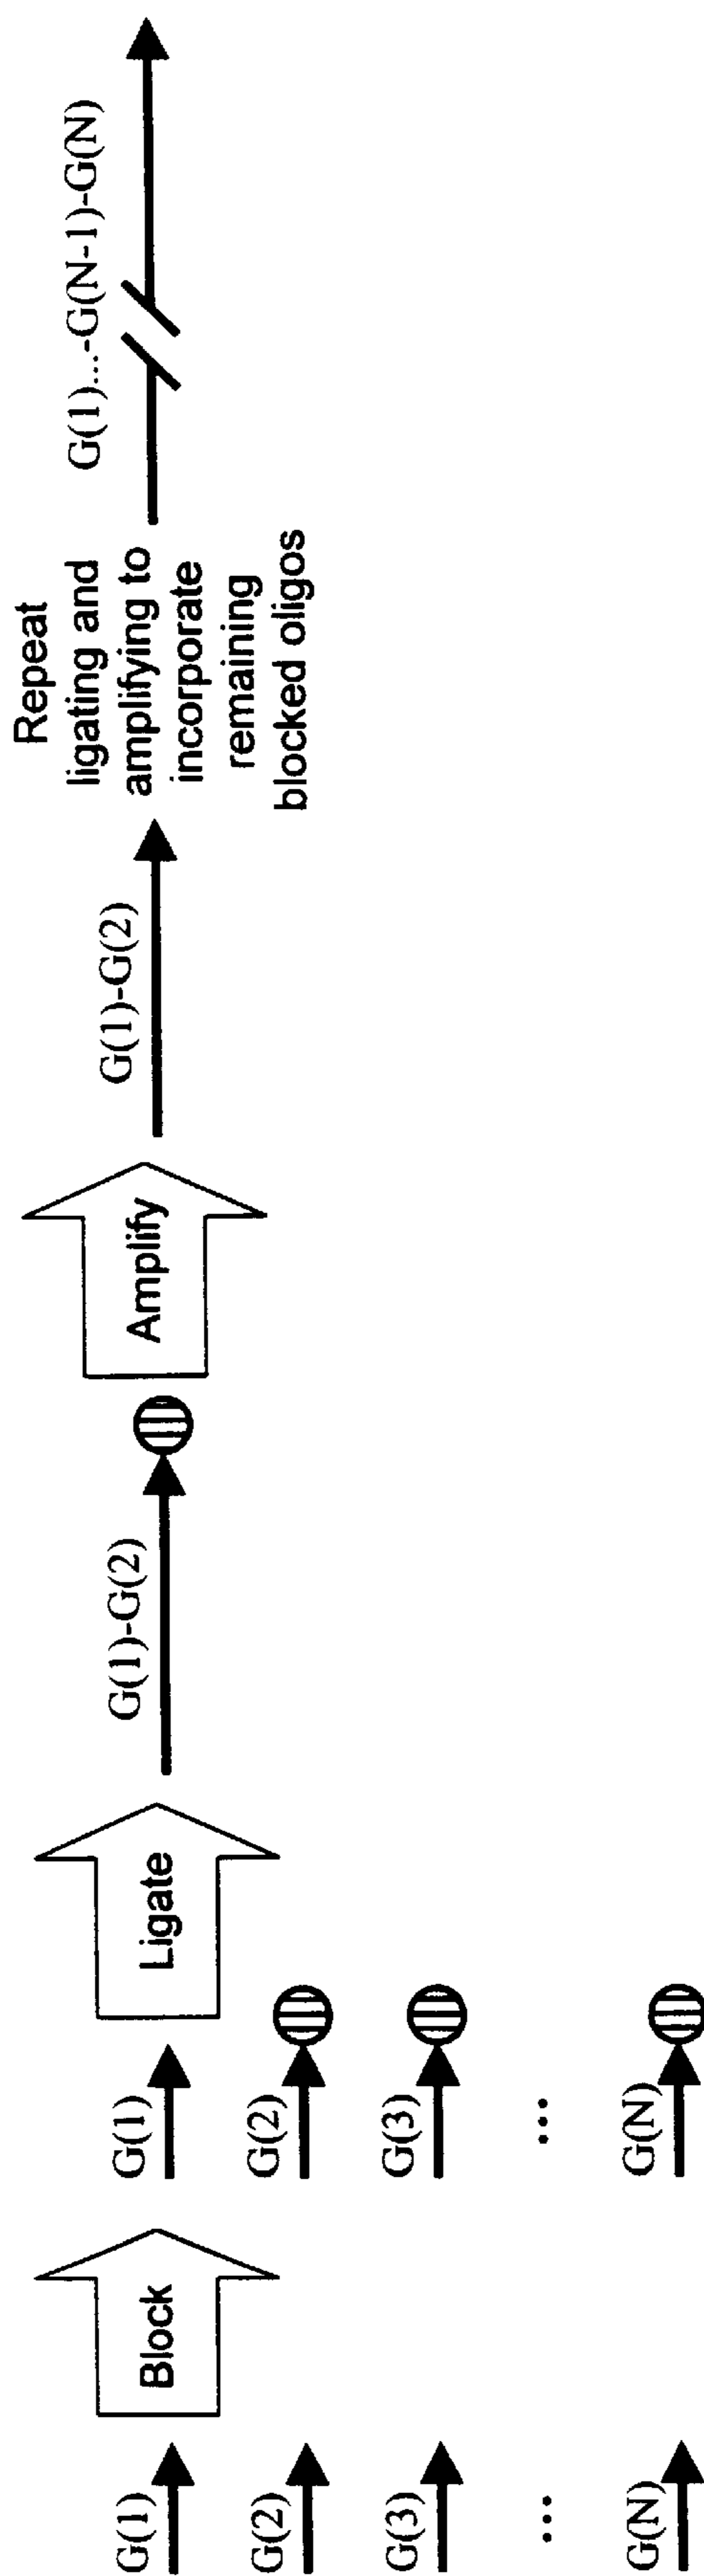 G(1)
G(2)
G(3)
...
G(N)
Block
G(1)
G(2)
G(3)
...
G(N)
Ligate
G(1)-G(2)
Amplify
G(1)-G(2)
Repeat
ligating and
amplifying to
incorporate
remaining
blocked oligos
G(1)...-G(N-1)-G(N)